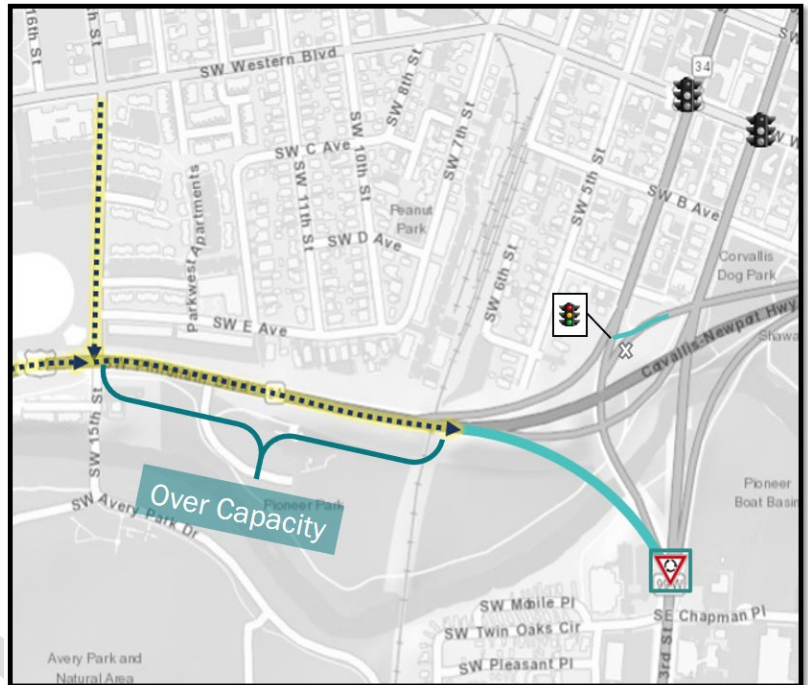 16th St
SW Western Blvd
34
SW 8th St
SW 7th St
SW C Ave
SW 10th St
SW 11th St
Peanut
Park
SW D Ave
Parkwest Apartments
SW 5th St
SW B Ave
Corvallis
Dog Park
SW 6th St
SW E Ave
X
Corvallis-Newport Hwy
SW 15th St
Over Capacity
Pioneer Park
SW Avery Park Dr
Pioneer
Boat Basin
SW Mobile Pl
SE Chapman Pl
SW Twin Oaks Cir
SW Pleasant Pl
3rd St
Avery Park and
Natural Area